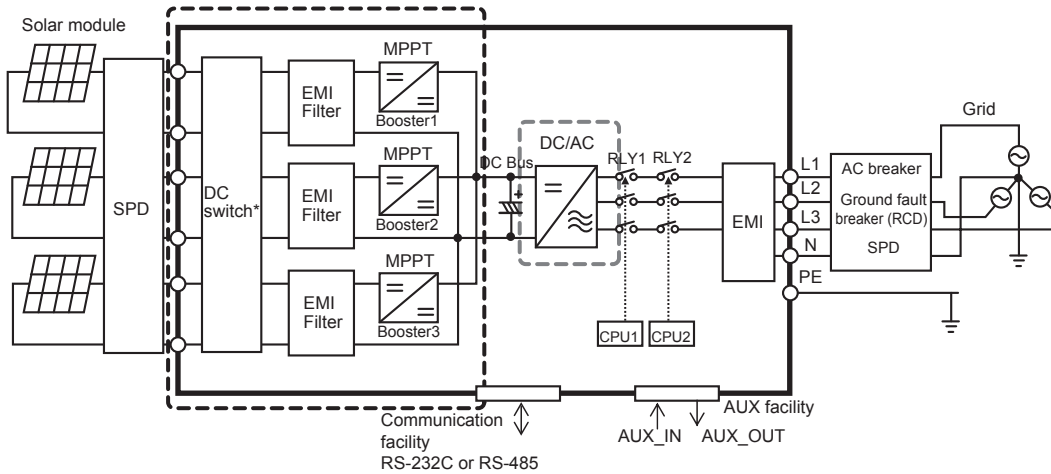 Solar module
SPD
DC
switch*
EMI
Filter
MPPT
Booster1
EMI
Filter
MPPT
Booster2
EMI
Filter
MPPT
Booster3
DC Bus
+
DC/AC
RLY1
RLY2
CPU1
CPU2
EMI
L1
L2
L3
N
PE
AC breaker
Ground fault
breaker (RCD)
SPD
Grid
Communication
facility
RS-232C or RS-485
AUX_IN
AUX_OUT
AUX facility